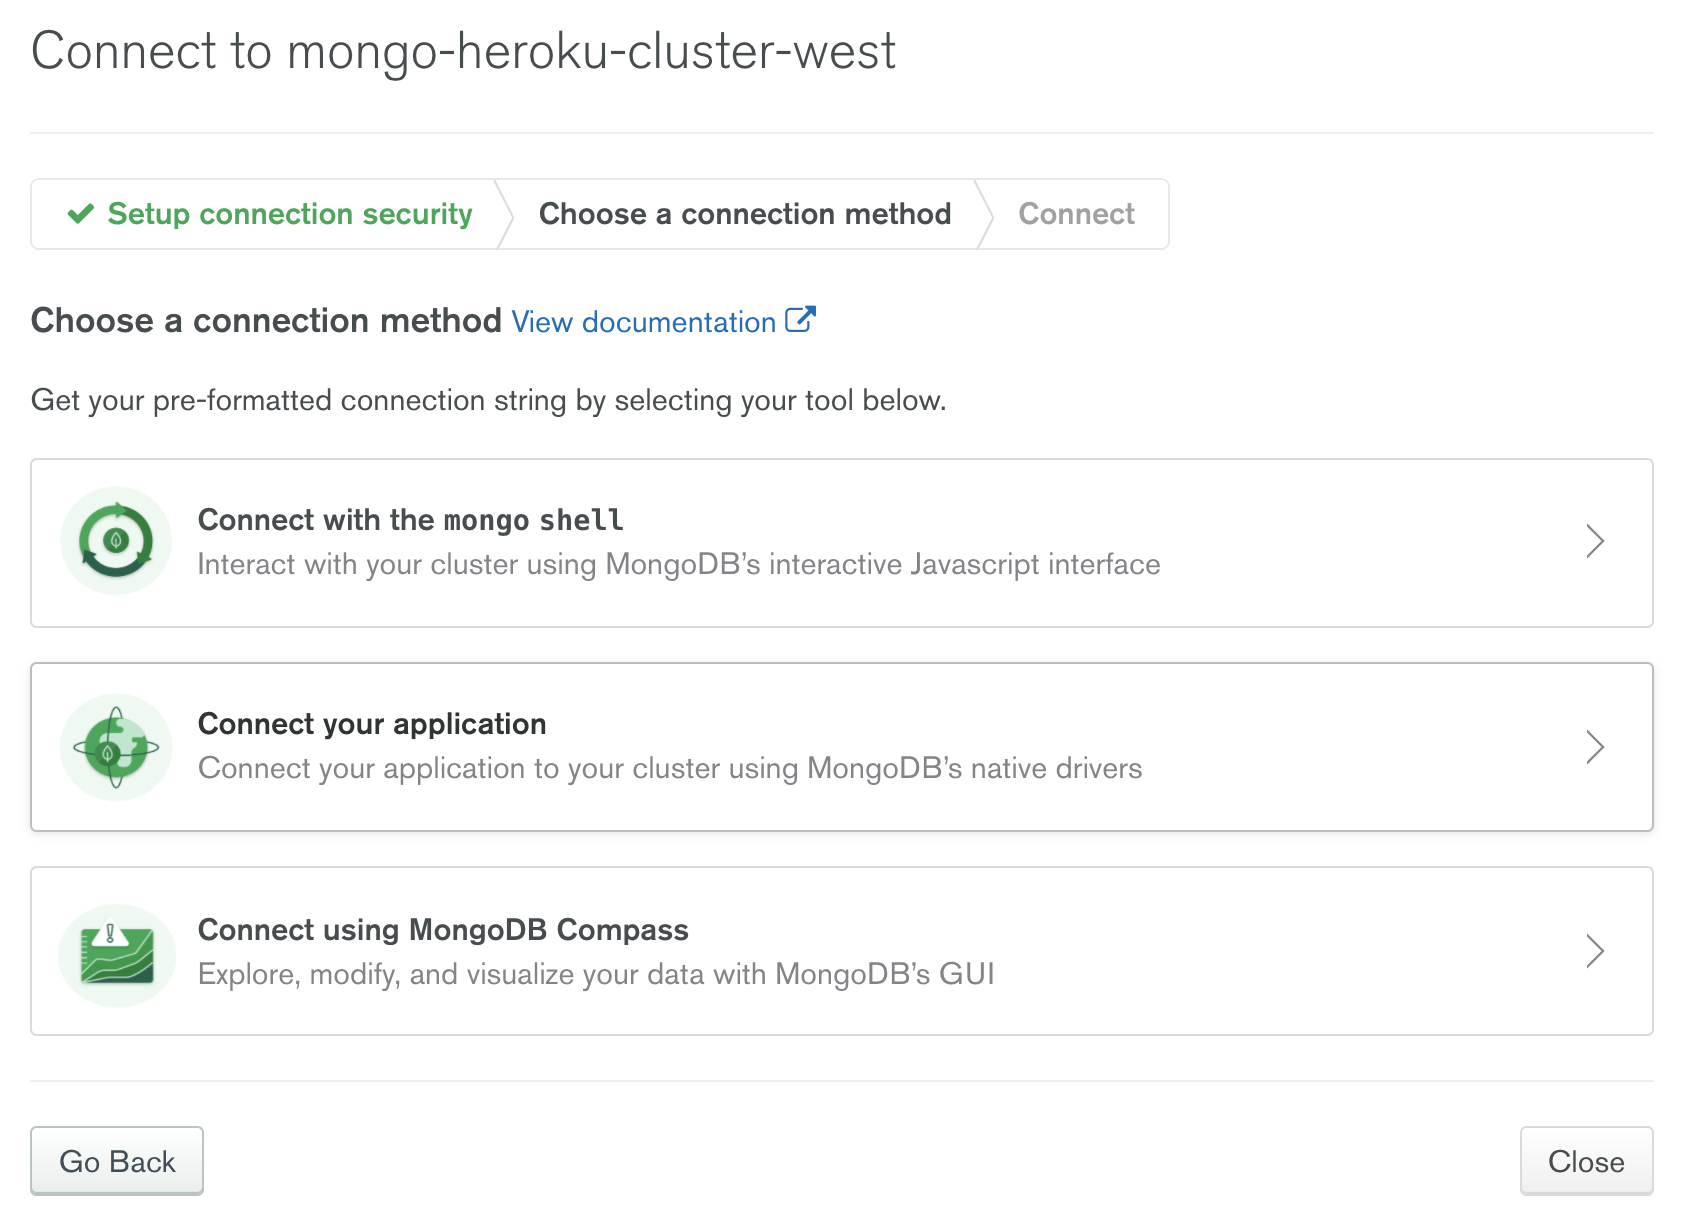 Connect to mongo-heroku-cluster-west
Setup connection security
Choose a connection method
Connect
Choose a connection method View documentation
Get your pre-formatted connection string by selecting your tool below.
Connect with the mongo shell
Interact with your cluster using MongoDB’s interactive Javascript interface
Connect your application
Connect your application to your cluster using MongoDB’s native drivers
Connect using MongoDB Compass
Explore, modify, and visualize your data with MongoDB’s GUI
Go Back
Close